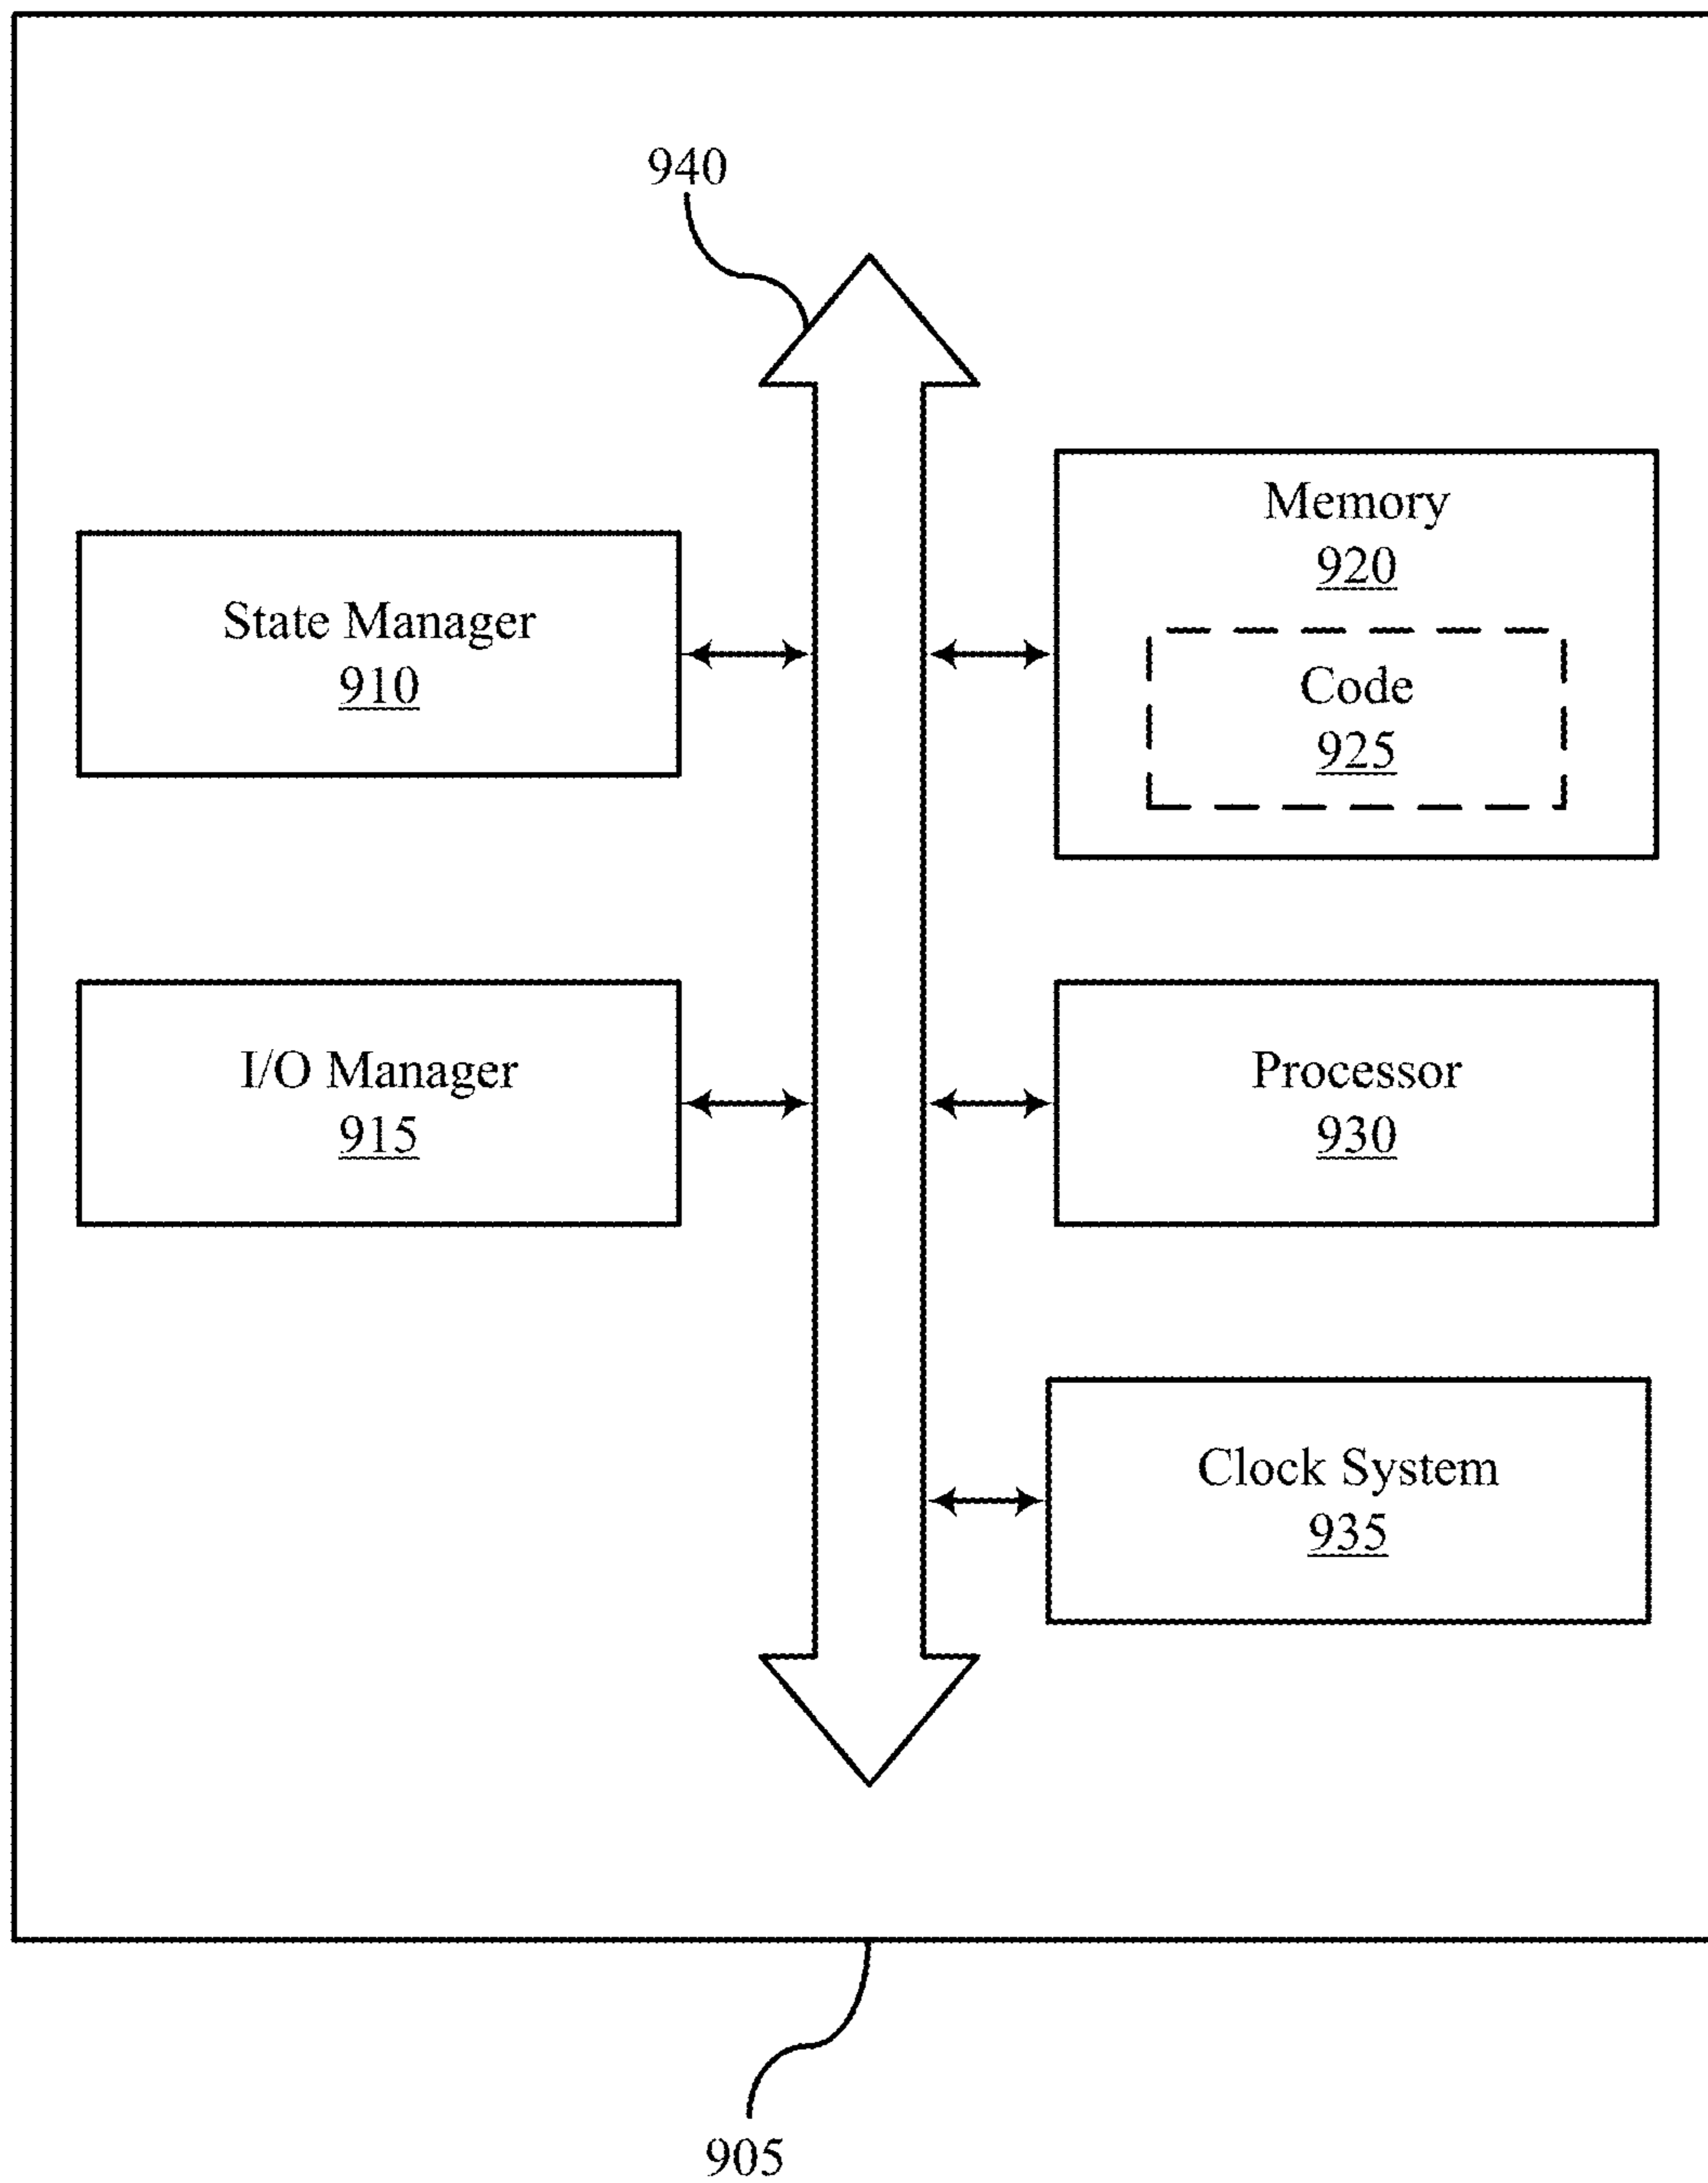 940
Memory
920
State Manager
910
Code
925
I/O Manager
915
Processor
930
Clock System
935
905